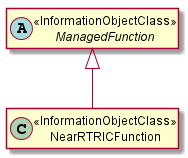 A
«InformationObjectClass»
ManagedFunction
C
«InformationObjectClass»
NearRTRICFunction